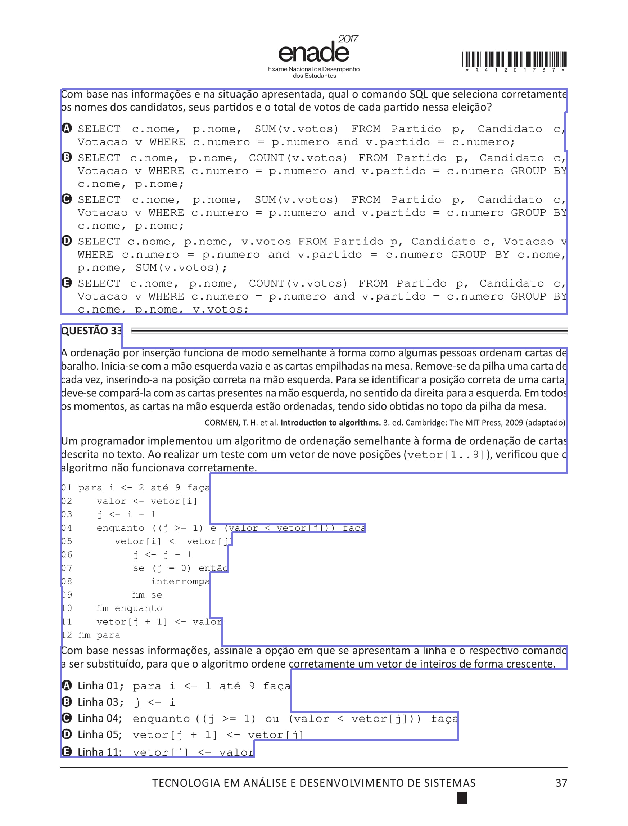 enade 2017
Exame Nacional de Desempenho
dos Estudantes
Com base nas informações e na situação apresentada, qual o comando SQL que seleciona corretamente
os nomes dos candidatos, seus partidos e o total de votos de cada partido nessa eleição?
A SELECT c.nome, p.nome, SUM(v.votos) FROM Partido p, Candidato c,
Votacao v WHERE c.numero = p.numero and v.partido = c.numero;
B SELECT c.nome, p.nome, COUNT(v.votos) FROM Partido p, Candidato c,
Votacao v WHERE c.numero = p.numero and v.partido = c.numero GROUP BY
c.nome, p.nome;
C SELECT c.nome, p.nome, SUM(v.votos) FROM Partido p, Candidato c,
Votacao v WHERE c.numero = p.numero and v.partido = c.numero GROUP BY
c.nome, p.nome;
D SELECT c.nome, p.nome, v.votos FROM Partido p, Candidato c, Votacao v
WHERE c.numero = p.numero and v.partido = c.numero GROUP BY c.nome,
p.nome, SUM(v.votos);
E SELECT c.nome, p.nome, COUNT(v.votos) FROM Partido p, Candidato c,
Votacao v WHERE c.numero = p.numero and v.partido = c.numero GROUP BY
c.nome, p.nome, v.votos;
QUESTÃO 33
A ordenação por inserção funciona de modo semelhante à forma como algumas pessoas ordenam cartas de
baralho. Inicia-se com a mão esquerda vazia e as cartas empilhadas na mesa. Remove-se da pilha uma carta de
cada vez, inserindo-a na posição correta na mão esquerda. Para se identificar a posição correta de uma carta,
deve-se compará-la com as cartas presentes na mão esquerda, no sentido da direita para a esquerda. Em todos
os momentos, as cartas na mão esquerda estão ordenadas, tendo sido obtidas no topo da pilha da mesa.
CORMEN, T. H. et al. Introduction to algorithms. 3. ed. Cambridge: The MIT Press, 2009 (adaptado).
Um programador implementou um algoritmo de ordenação semelhante à forma de ordenação de cartas
descrita no texto. Ao realizar um teste com um vetor de nove posições (vetor[1..9]), verificou que o
algoritmo não funcionava corretamente.
01 para i <- 2 até 9 faça
02 valor <- vetor[i]
03 j <- i - 1
04 enquanto ((j >= 1) e (valor < vetor[j])) faça
05 vetor[i] <- vetor[j]
06 j <- j - 1
07 se (j = 0) então
08 interrompa
09 fim se
10 fim enquanto
11 vetor[j + 1] <- valor
12 fim para
Com base nessas informações, assinale a opção em que se apresentam a linha e o respectivo comando
a ser substituído, para que o algoritmo ordene corretamente um vetor de inteiros de forma crescente.
A Linha 01; para i <- 1 até 9 faça
B Linha 03; j <- i
C Linha 04; enquanto ((j >= 1) ou (valor < vetor[j])) faça
D Linha 05; vetor[j + 1] <- vetor[j]
E Linha 11; vetor[j] <- valor
TECNOLOGIA EM ANÁLISE E DESENVOLVIMENTO DE SISTEMAS 37